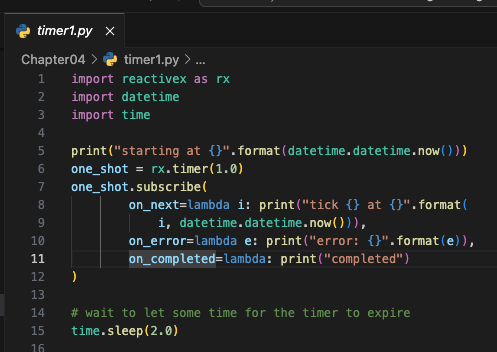 timer1.py
Chapter04 > timer1.py > ...
1 import reactivex as rx
2 import datetime
3 import time
4
5 print("starting at {}".format(datetime.datetime.now()))
6 one_shot = rx.timer(1.0)
7 one_shot.subscribe(
8         on_next=lambda i: print("tick {} at {}".format(
9             i, datetime.datetime.now())),
10         on_error=lambda e: print("error: {}".format(e)),
11         on_completed=lambda: print("completed")
12 )
13
14 # wait to let some time for the timer to expire
15 time.sleep(2.0)
16